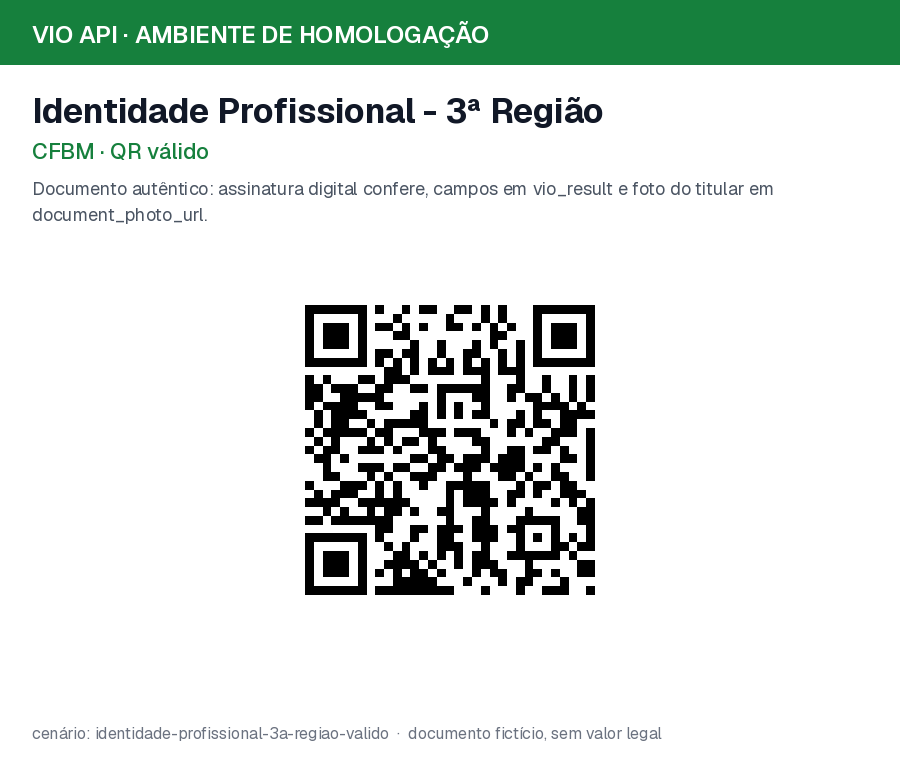 VIO API · AMBIENTE DE HOMOLOGAÇÃO
Identidade Profissional - 3ª Região
CFBM · QR válido
Documento autêntico: assinatura digital confere, campos em vio_result e foto do titular em
document_photo_url.
cenário: identidade-profissional-3a-regiao-valido · documento fictício, sem valor legal